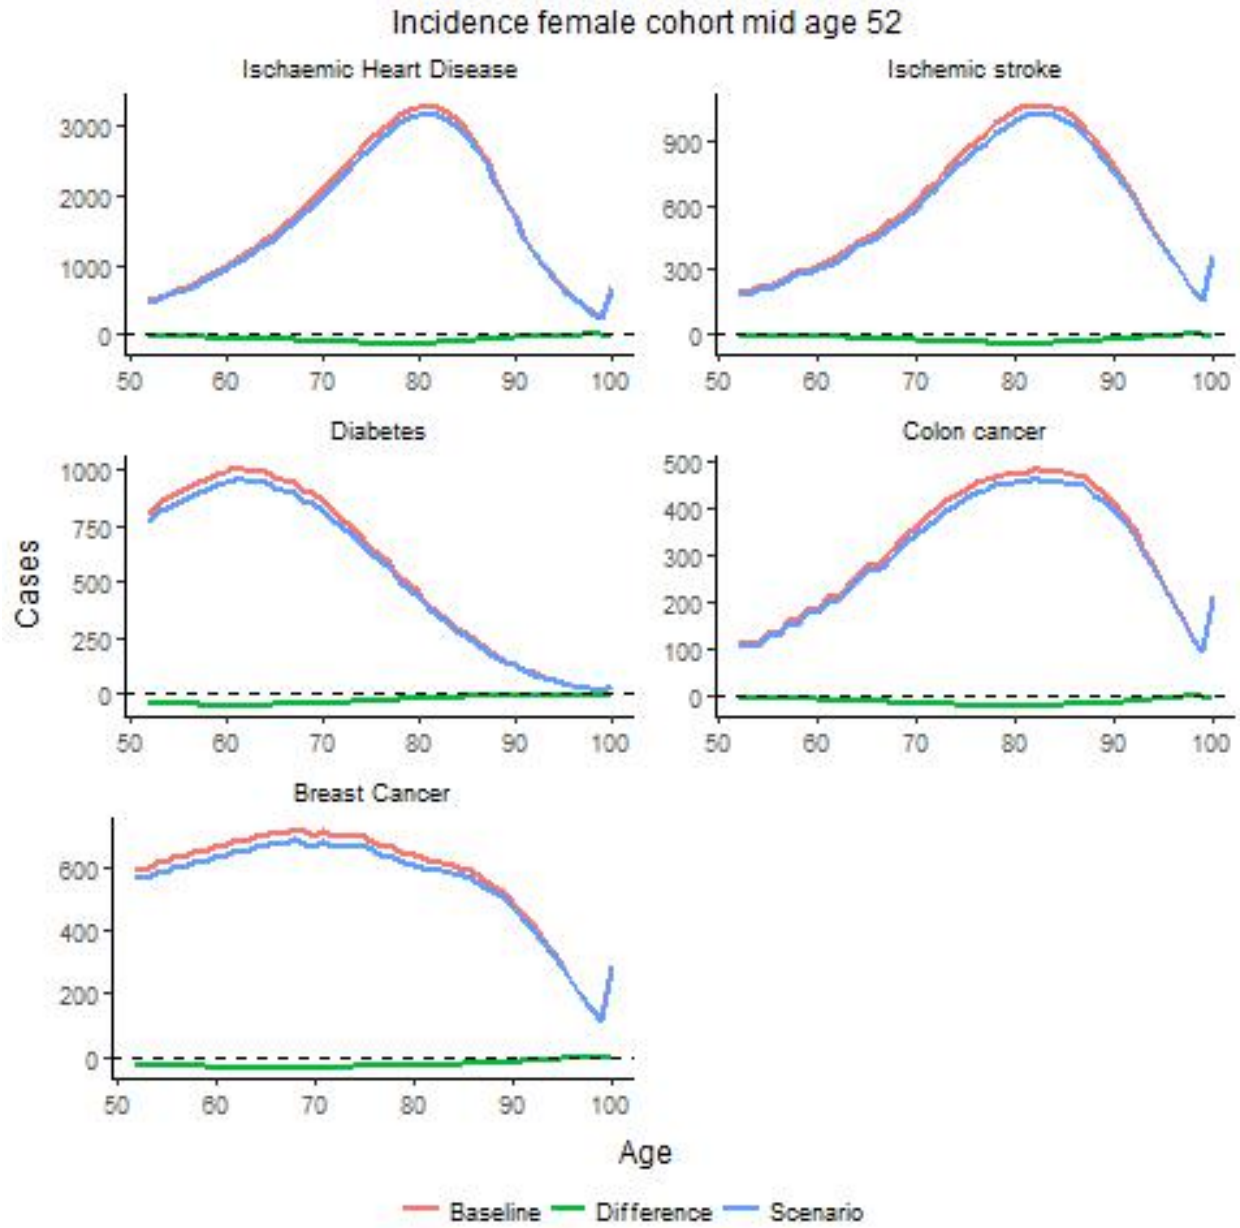 Incidence female cohort mid age 52
Ischaemic Heart Disease
3000
2000
1000
0
50 60 70 80 90 100
Ischemic stroke
900
600
300
0
50 60 70 80 90 100
Diabetes
1000
750
500
250
0
50 60 70 80 90 100
Colon cancer
500
400
300
200
100
0
50 60 70 80 90 100
Breast Cancer
600
400
200
0
50 60 70 80 90 100
Cases
Age
Baseline Difference Scenario